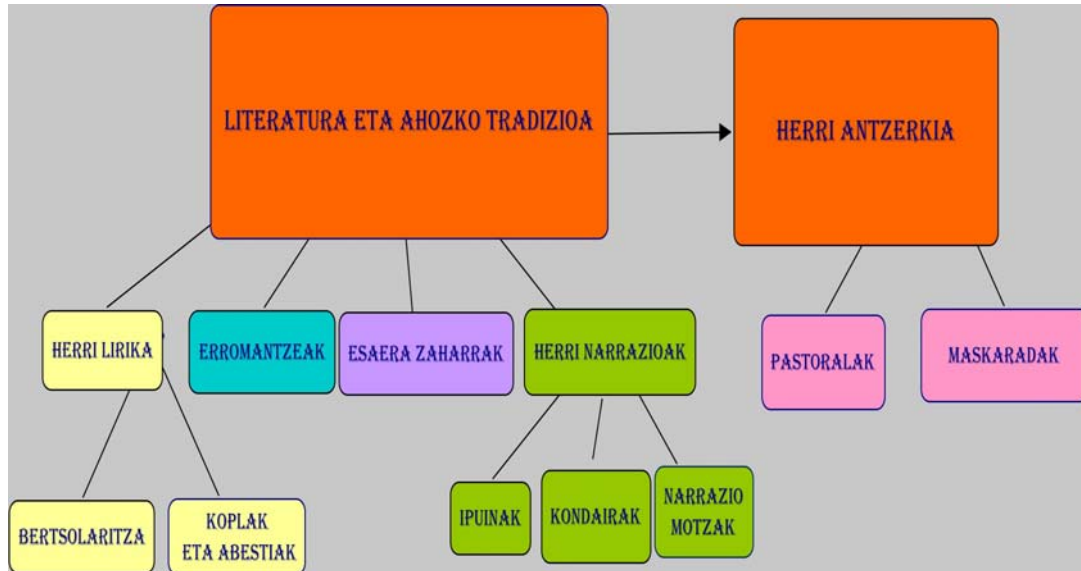 LITERATURA ETA AHOZKO TRADIZIOA
HERRI ANTZERKIA
HERRI LIRIKA
ERROMANTZEAK
ESAERA ZAHARRAK
HERRI NARRAZIOAK
PASTORALAK
MASKARADAK
BERTSOLARITZA
KOPLAK
ETA ABESTIAK
IPUINAK
KONDAIRAK
NARRAZIO
MOTZAK